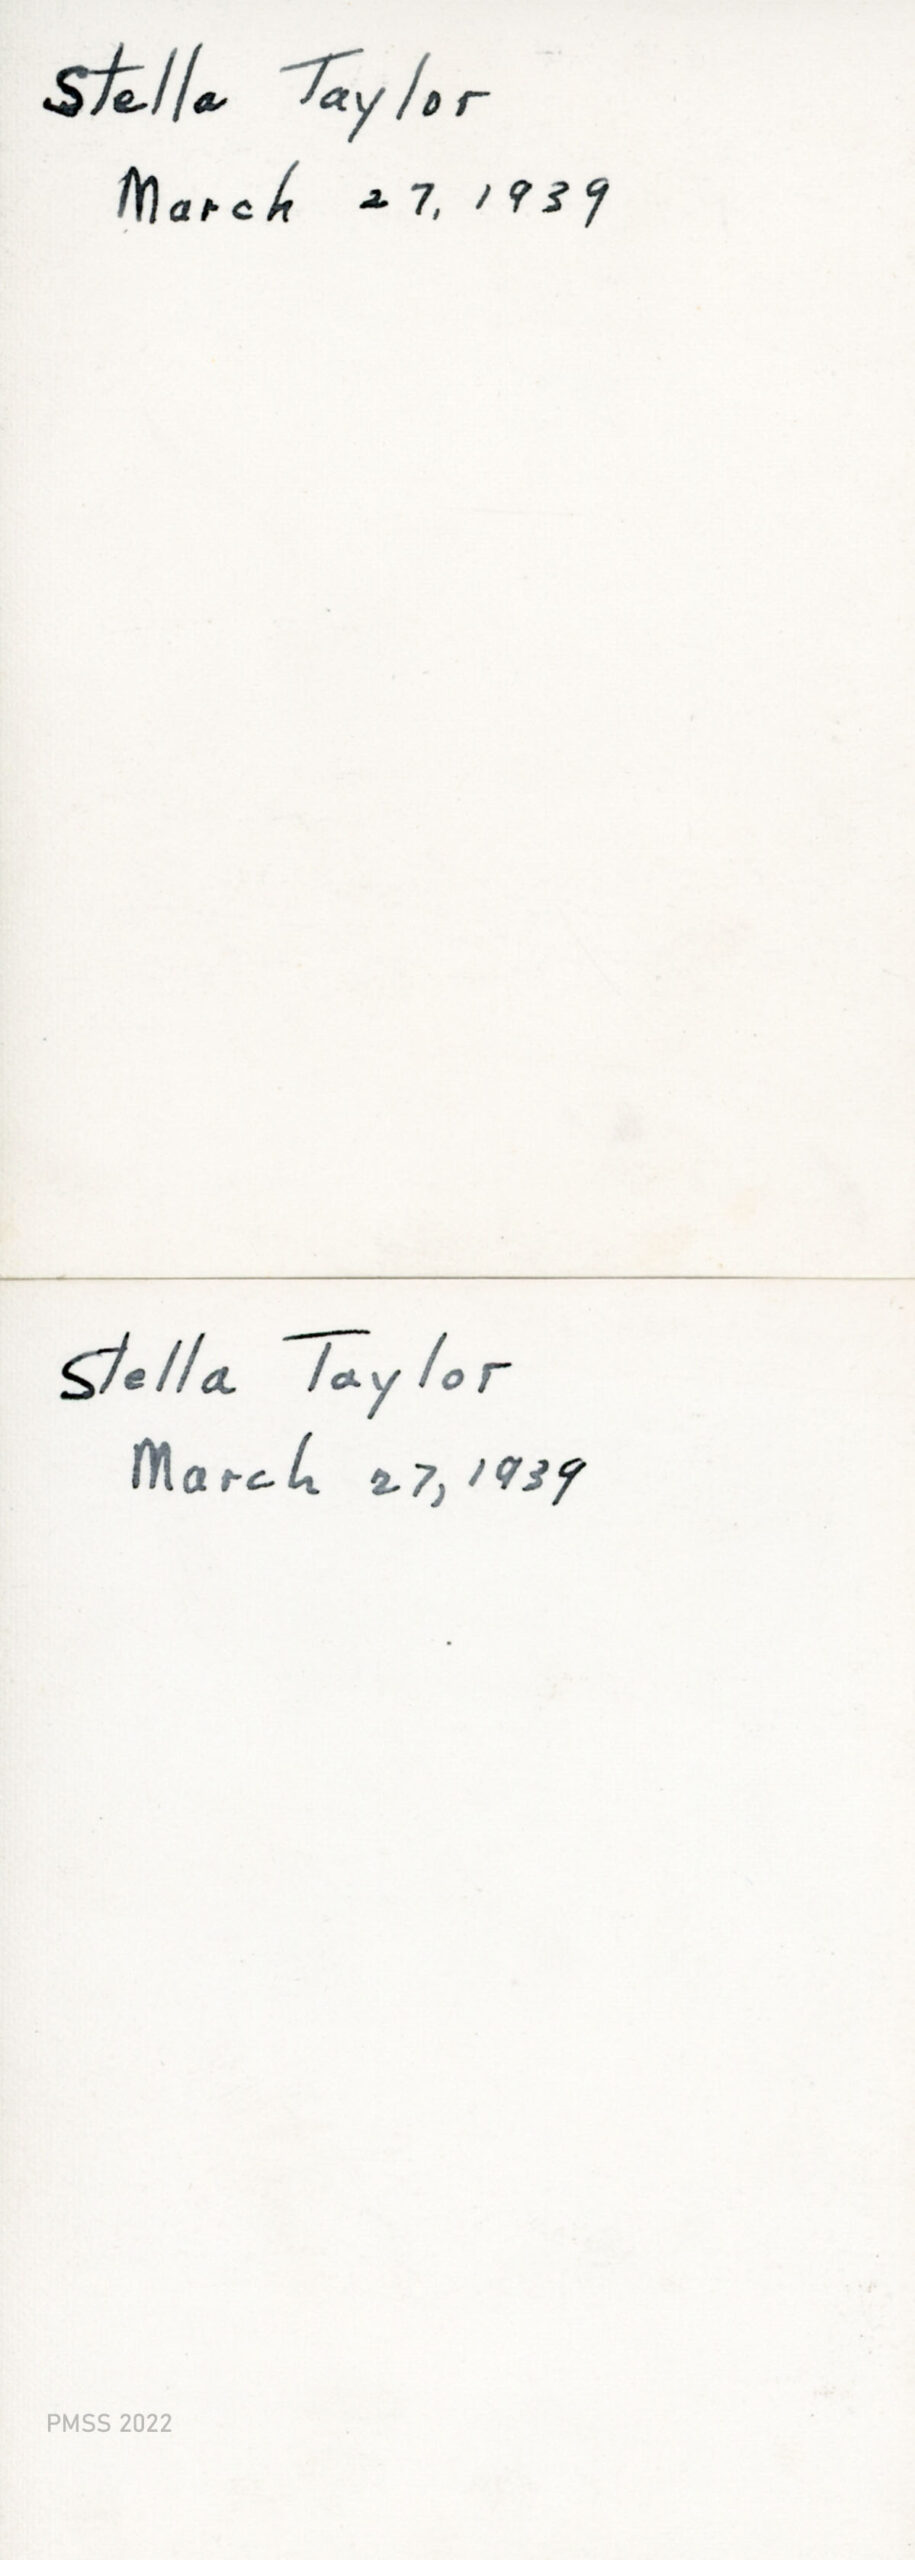 Stella Taylor
March 27, 1939
Stella Taylor
March 27, 1939
PMSS 2022